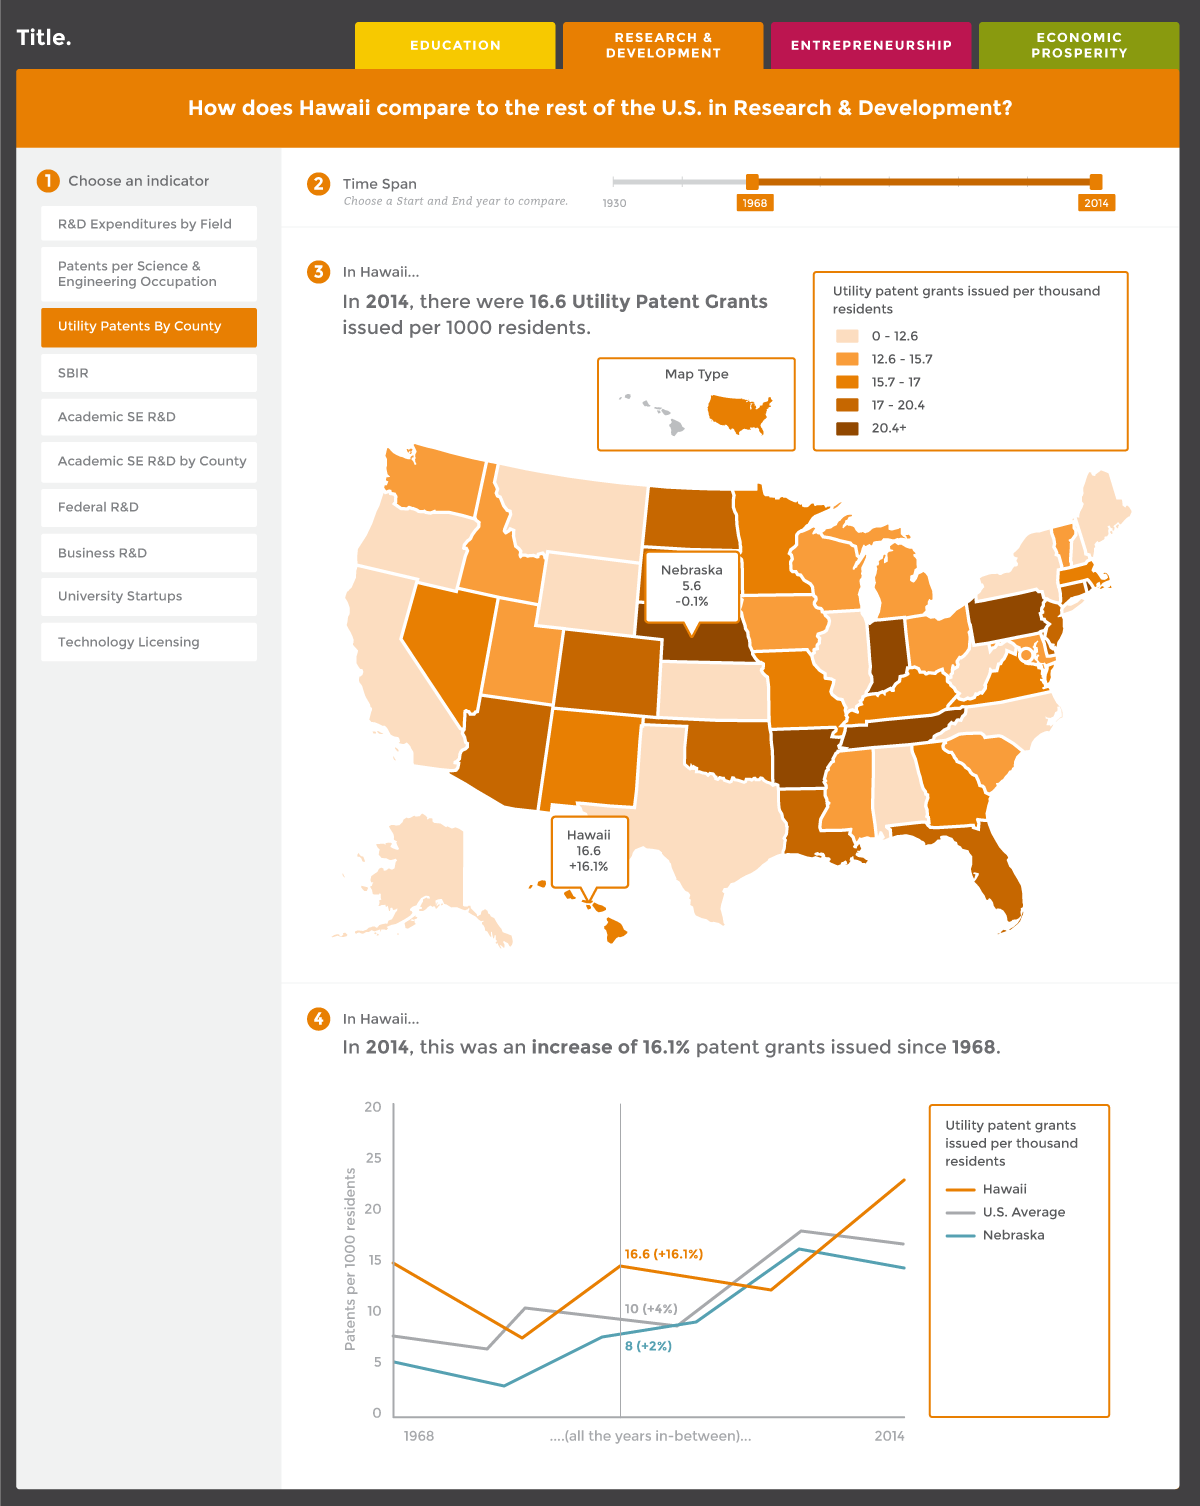 Title.
EDUCATION
RESEARCH &
DEVELOPMENT
ENTREPRENEURSHIP
ECONOMIC
PROSPERITY
How does Hawaii compare to the rest of the U.S. in Research & Development?
1 Choose an indicator
R&D Expenditures by Field
Patents per Science &
Engineering Occupation
Utility Patents By County
SBIR
Academic SE R&D
Academic SE R&D by County
Federal R&D
Business R&D
University Startups
Technology Licensing
2 Time Span
Choose a Start and End year to compare.
1930
1968
2014
3 In Hawaii...
In 2014, there were 16.6 Utility Patent Grants
issued per 1000 residents.
Utility patent grants issued per thousand
residents
0 - 12.6
12.6 - 15.7
15.7 - 17
17 - 20.4
20.4+
Map Type
Nebraska
5.6
-0.1%
Hawaii
16.6
+16.1%
4 In Hawaii...
In 2014, this was an increase of 16.1% patent grants issued since 1968.
Patents per 1000 residents
20
25
20
15
10
5
0
16.6 (+16.1%)
10 (+4%)
8 (+2%)
1968
....(all the years in-between)...
2014
Utility patent grants
issued per thousand
residents
Hawaii
U.S. Average
Nebraska